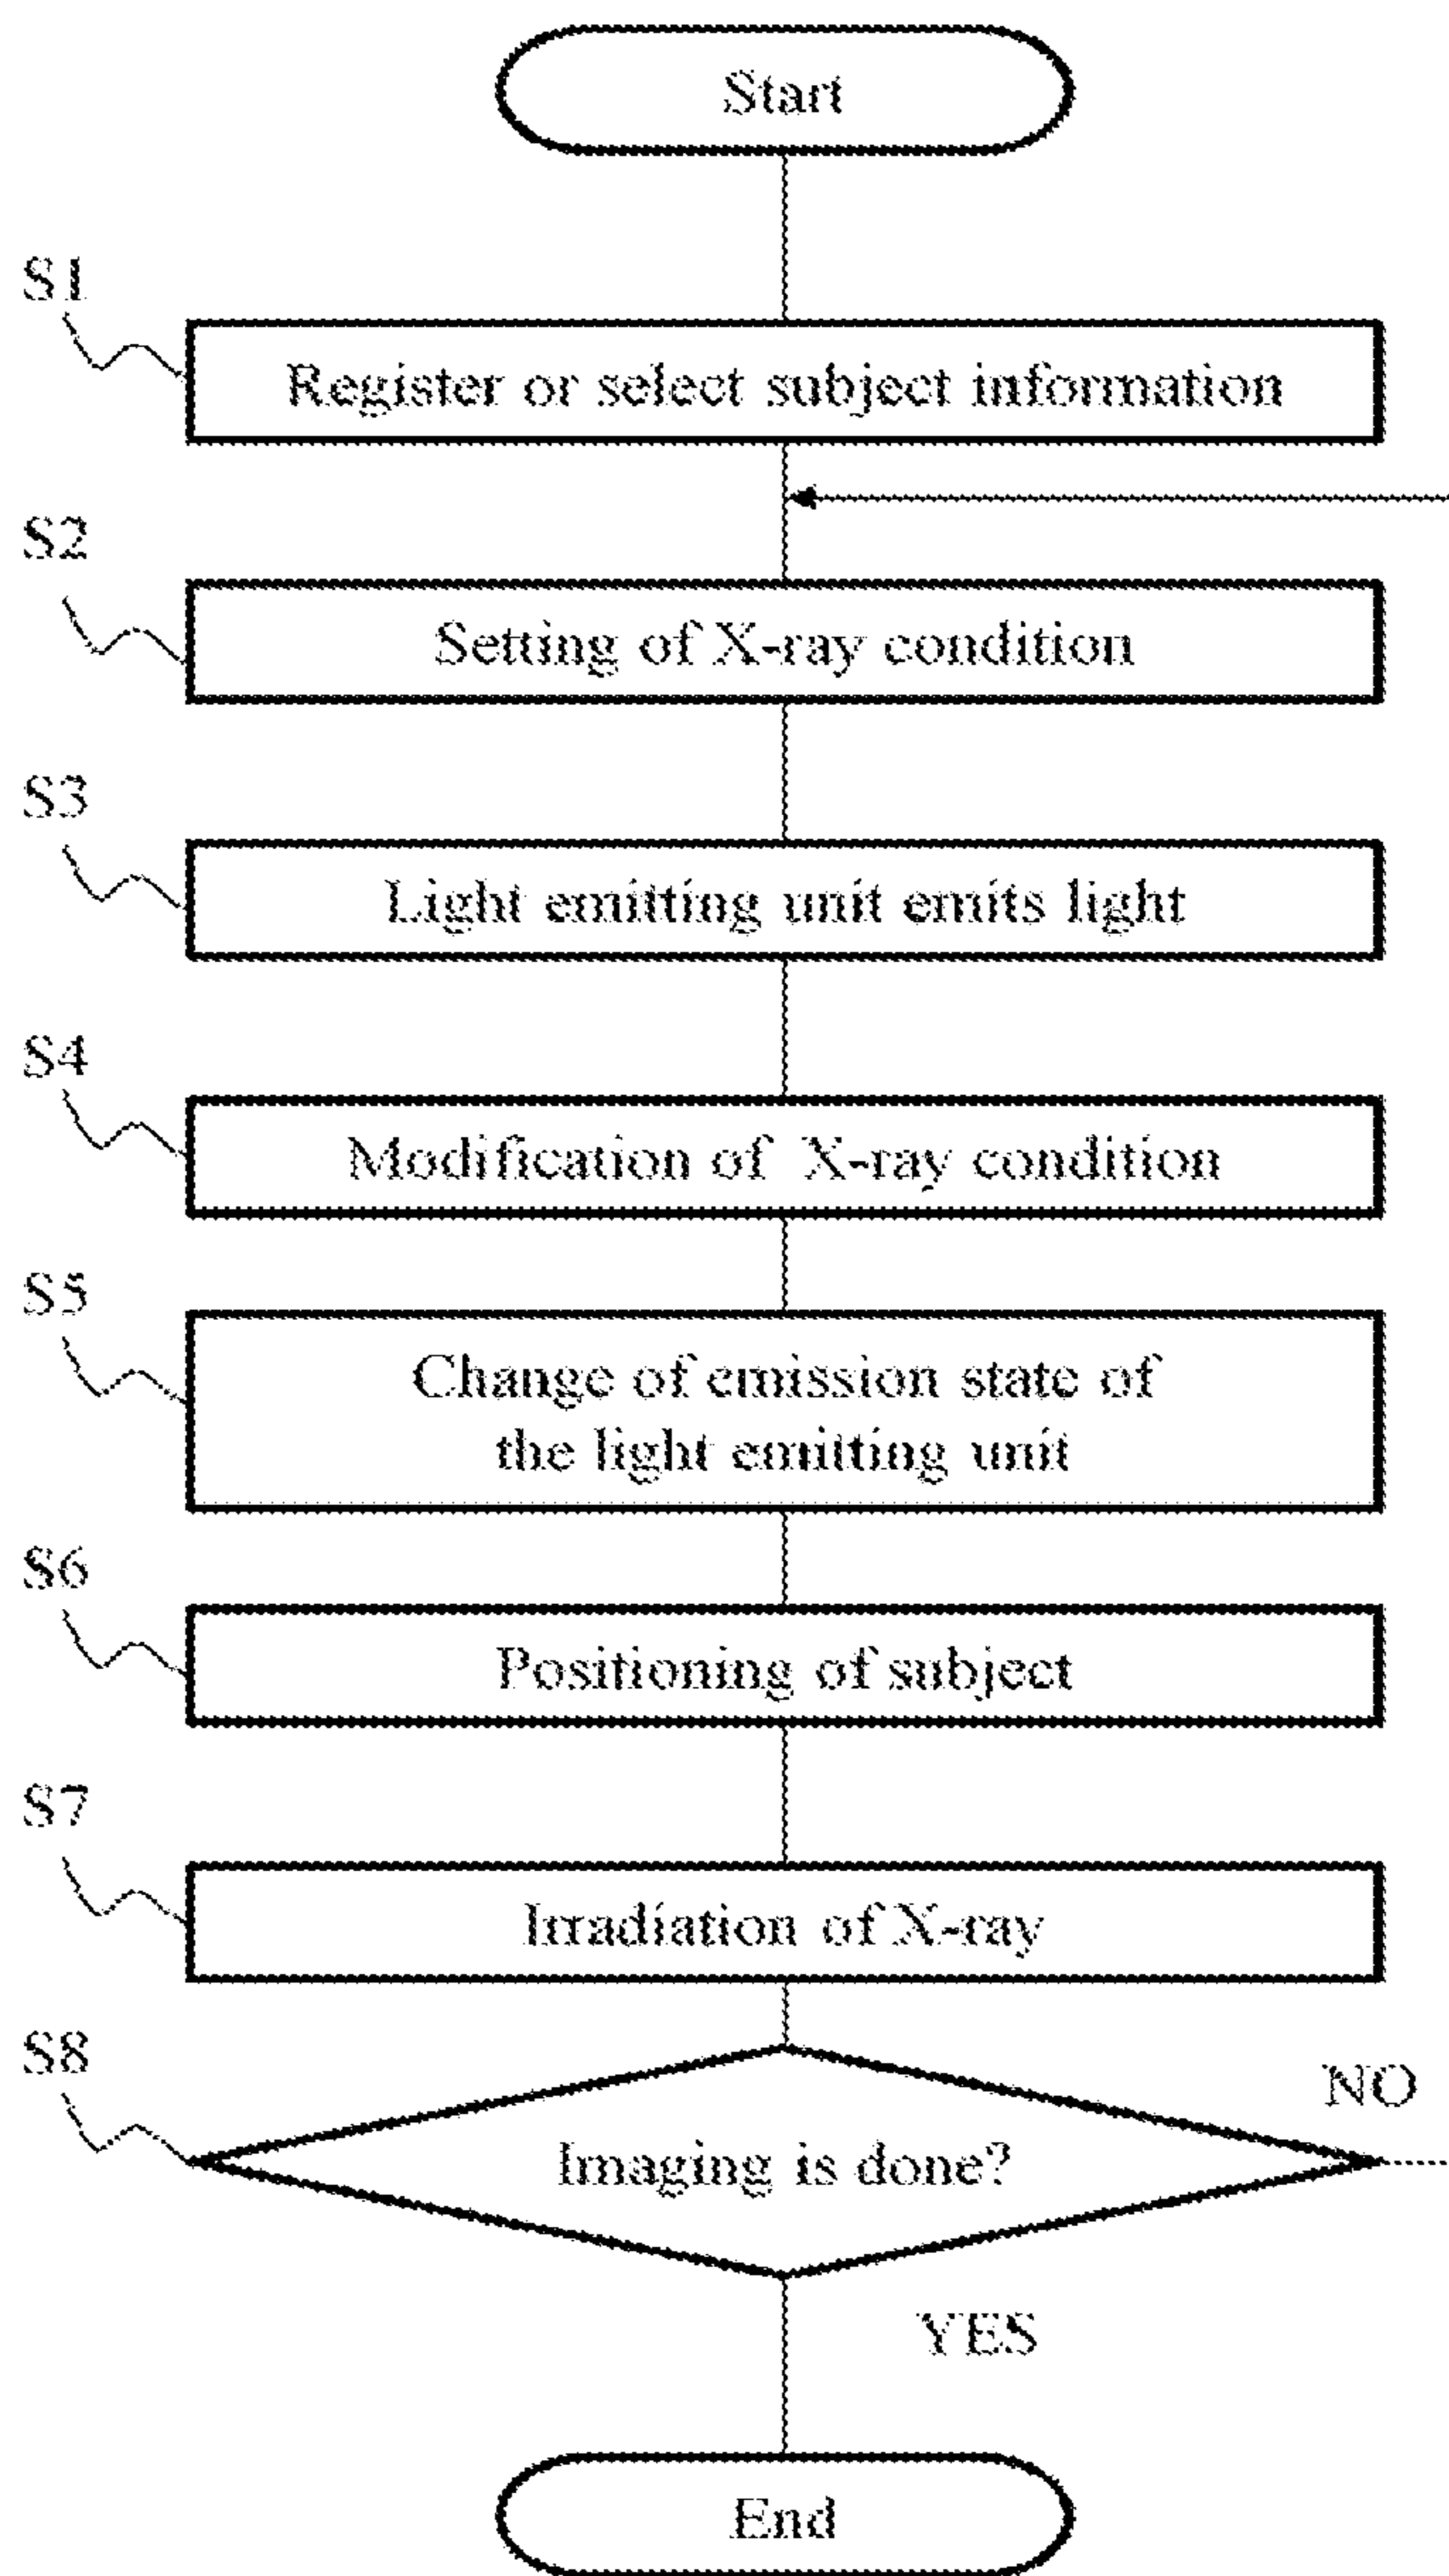 Start
S1
Register or select subject information
S2
Setting of X-ray condition
S3
Light emitting unit emits light
S4
Modification of X-ray condition
S5
Change of emission state of
the light emitting unit
S6
Positioning of subject
S7
Irradiation of X-ray
S8
NO
Imaging is done?
YES
End